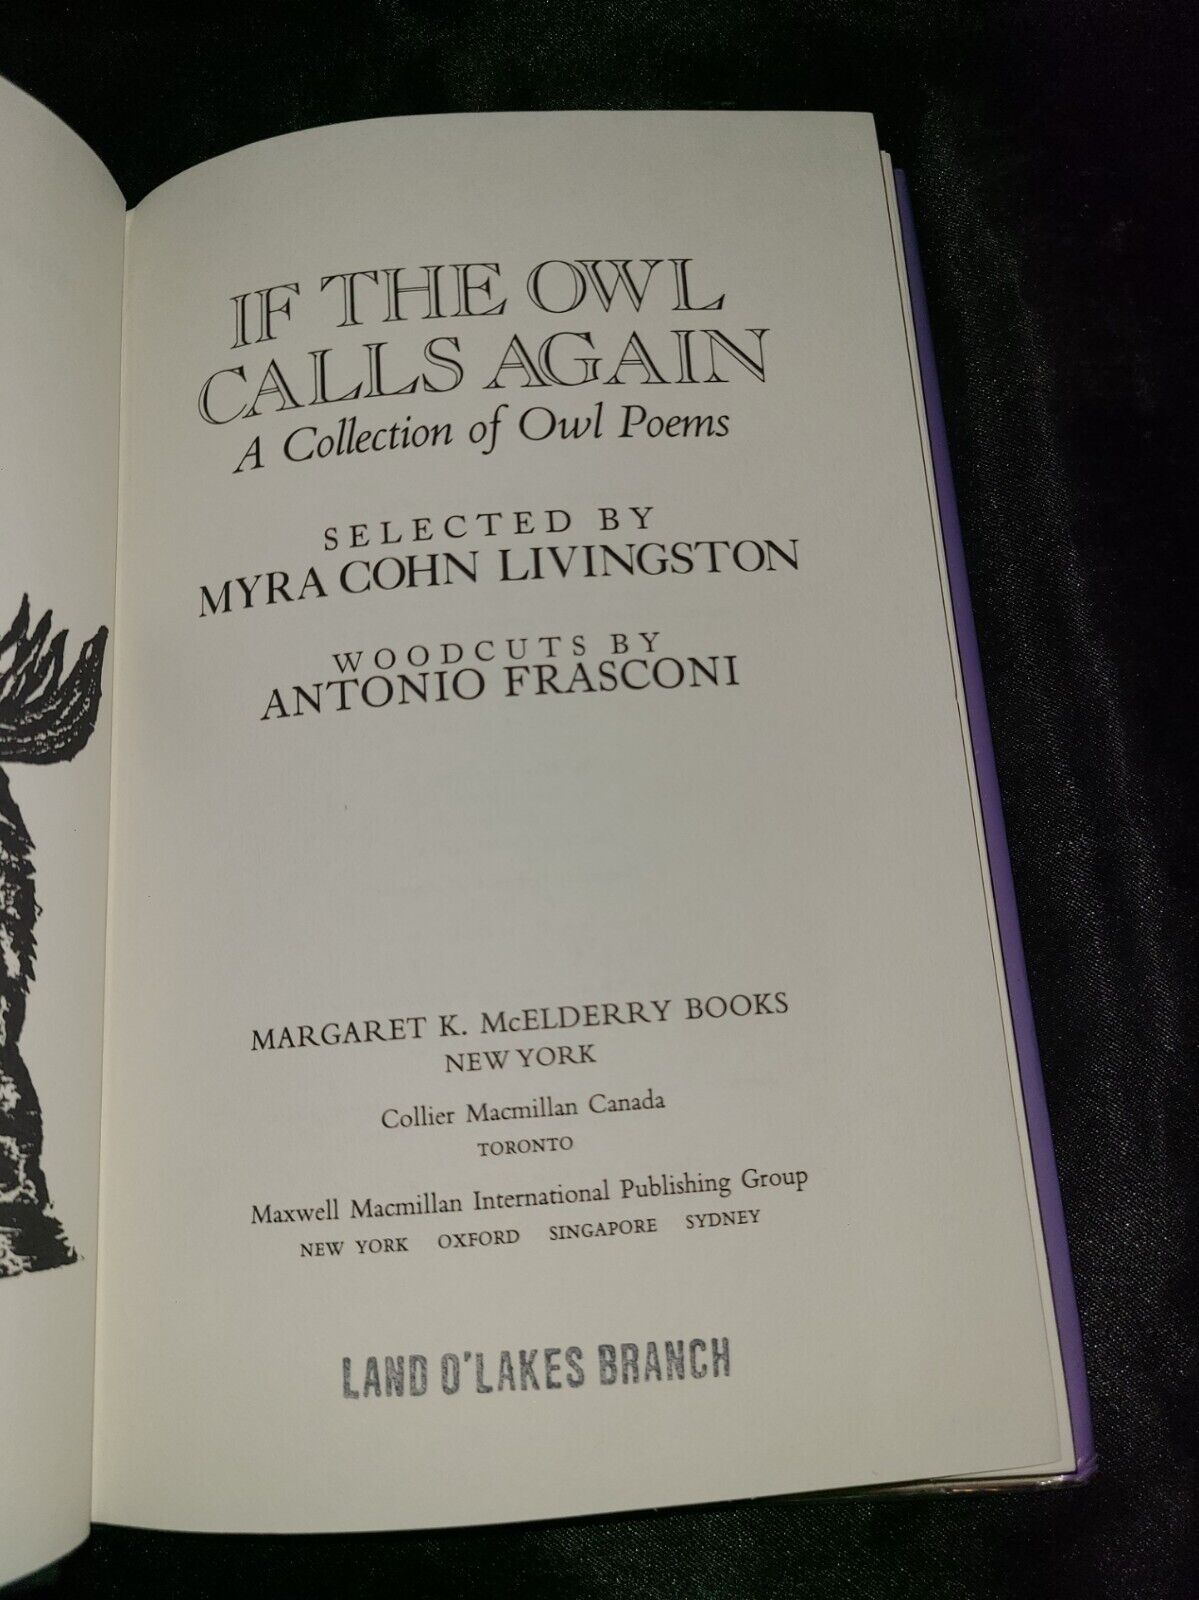 IF THE OWL
CALLS AGAIN
A Collection of Owl Poems
SELECTED BY
MYRA COHN LIVINGSTON
WOODCUTS BY
ANTONIO FRASCONI
MARGARET K. McELDERRY BOOKS
NEW YORK
Collier Macmillan Canada
TORONTO
Maxwell Macmillan International Publishing Group
NEW YORK OXFORD SINGAPORE SYDNEY
LAND O'LAKES BRANCH